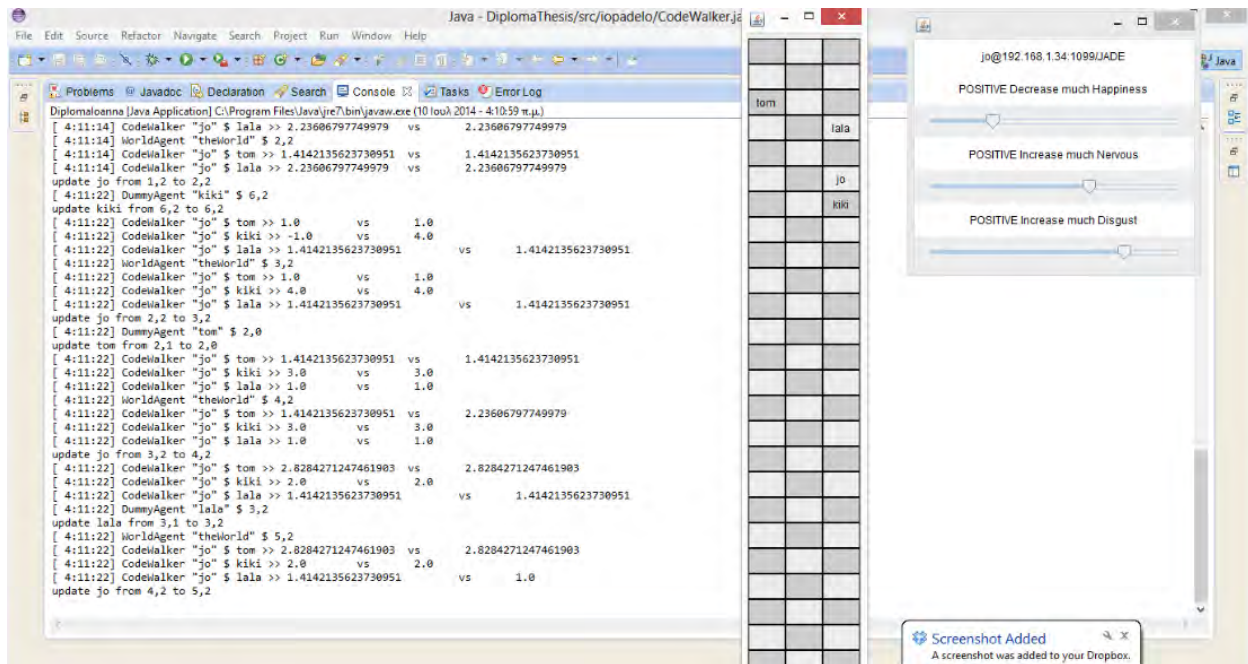 Java - DiplomaThesis/src/iopadelo/CodeWalker.ja
File Edit Source Refactor Navigate Search Project Run Window Help
Java
Problems @ Javadoc Declaration Search Console Tasks Error Log
DiplomaIoanna [Java Application] C:\Program Files\Java\jre7\bin\javaw.exe (10 Ιουλ 2014 - 4:10:59 π.μ.)
[ 4:11:14] CodeWalker "jo" $ lala >> 2.23606797749979 vs 2.23606797749979
[ 4:11:14] WorldAgent "theWorld" $ 2,2
[ 4:11:14] CodeWalker "jo" $ tom >> 1.4142135623730951 vs 1.4142135623730951
[ 4:11:14] CodeWalker "jo" $ lala >> 2.23606797749979 vs 2.23606797749979
update jo from 1,2 to 2,2
[ 4:11:22] DummyAgent "kiki" $ 6,2
update kiki from 6,2 to 6,2
[ 4:11:22] CodeWalker "jo" $ tom >> 1.0 vs 1.0
[ 4:11:22] CodeWalker "jo" $ kiki >> -1.0 vs 4.0
[ 4:11:22] CodeWalker "jo" $ lala >> 1.4142135623730951 vs 1.4142135623730951
[ 4:11:22] WorldAgent "theWorld" $ 3,2
[ 4:11:22] CodeWalker "jo" $ tom >> 1.0 vs 1.0
[ 4:11:22] CodeWalker "jo" $ kiki >> 4.0 vs 4.0
[ 4:11:22] CodeWalker "jo" $ lala >> 1.4142135623730951 vs 1.4142135623730951
update jo from 2,2 to 3,2
[ 4:11:22] DummyAgent "tom" $ 2,0
update tom from 2,1 to 2,0
[ 4:11:22] CodeWalker "jo" $ tom >> 1.4142135623730951 vs 1.4142135623730951
[ 4:11:22] CodeWalker "jo" $ kiki >> 3.0 vs 3.0
[ 4:11:22] CodeWalker "jo" $ lala >> 1.0 vs 1.0
[ 4:11:22] WorldAgent "theWorld" $ 4,2
[ 4:11:22] CodeWalker "jo" $ tom >> 1.4142135623730951 vs 2.23606797749979
[ 4:11:22] CodeWalker "jo" $ kiki >> 3.0 vs 3.0
[ 4:11:22] CodeWalker "jo" $ lala >> 1.0 vs 1.0
update jo from 3,2 to 4,2
[ 4:11:22] CodeWalker "jo" $ tom >> 2.8284271247461903 vs 2.8284271247461903
[ 4:11:22] CodeWalker "jo" $ kiki >> 2.0 vs 2.0
[ 4:11:22] CodeWalker "jo" $ lala >> 1.4142135623730951 vs 1.4142135623730951
[ 4:11:22] DummyAgent "lala" $ 3,2
update lala from 3,1 to 3,2
[ 4:11:22] WorldAgent "theWorld" $ 5,2
[ 4:11:22] CodeWalker "jo" $ tom >> 2.8284271247461903 vs 2.8284271247461903
[ 4:11:22] CodeWalker "jo" $ kiki >> 2.0 vs 2.0
[ 4:11:22] CodeWalker "jo" $ lala >> 1.4142135623730951 vs 1.0
update jo from 4,2 to 5,2
tom
lala
jo
kiki
jo@192.168.1.34:1099/JADE
POSITIVE Decrease much Happiness
POSITIVE Increase much Nervous
POSITIVE Increase much Disgust
Screenshot Added
A screenshot was added to your Dropbox.